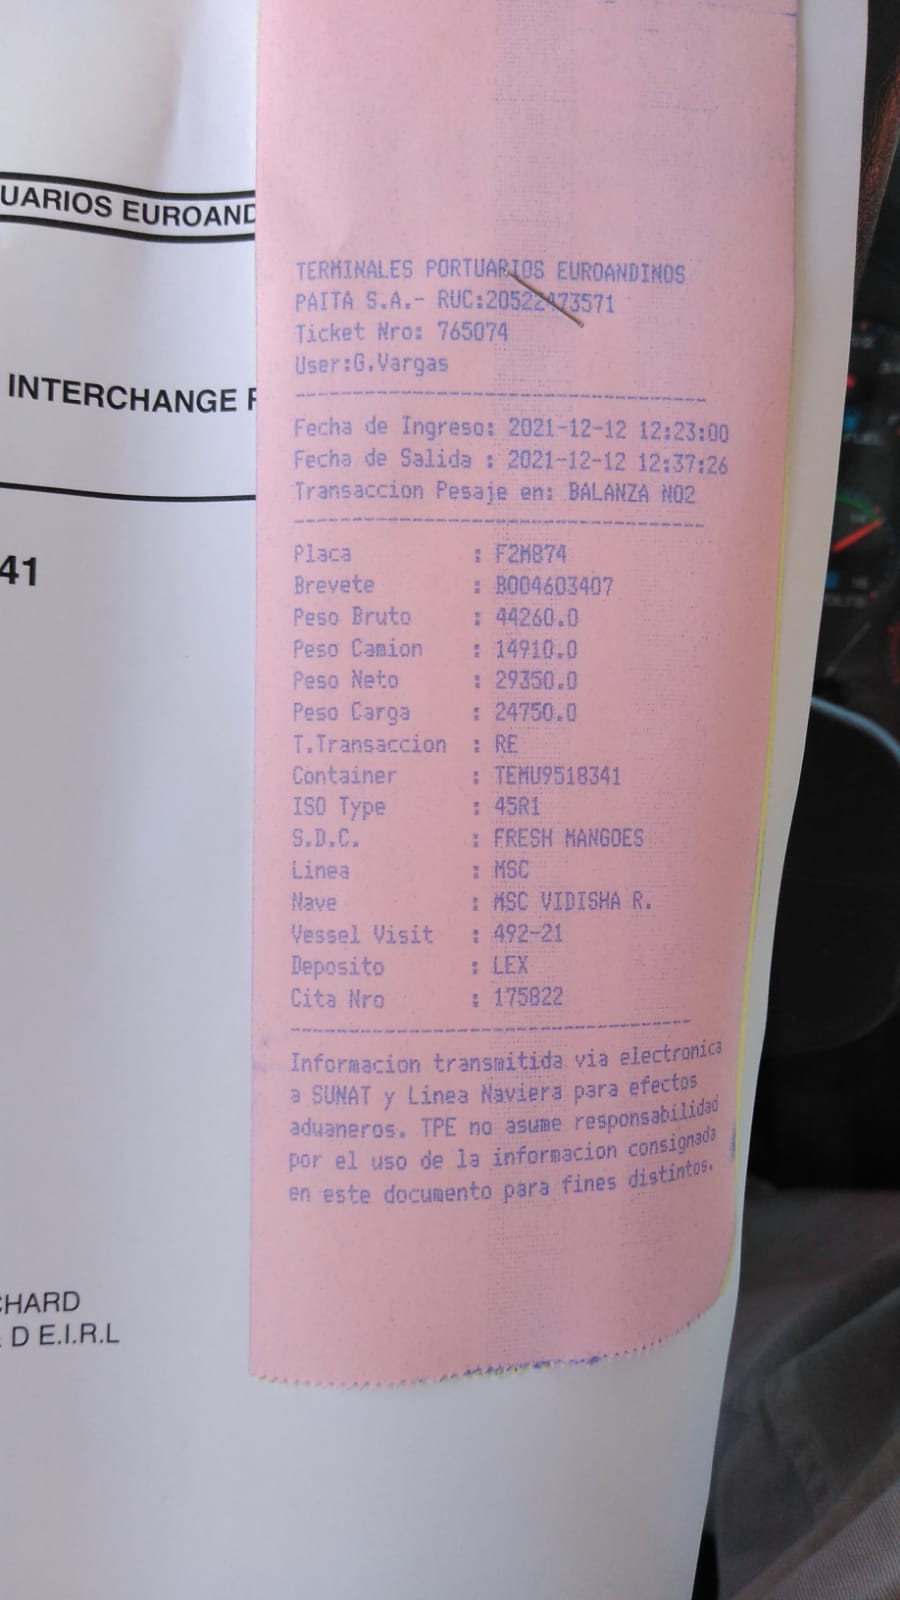 UARIOS EUROAND
INTERCHANGE
41
CHARD
D E.I.R.L
TERMINALES PORTUARIOS EUROANDINOS
PAITA S.A.- RUC:20522473571
Ticket Nro: 765074
User:G.Vargas
Fecha de Ingreso: 2021-12-12 12:23:00
Fecha de Salida : 2021-12-12 12:37:26
Transaccion Pesaje en: BALANZA NO2
Placa : F2M874
Brevete : B004603407
Peso Bruto : 44260.0
Peso Camion : 14910.0
Peso Neto : 29350.0
Peso Carga : 24750.0
T.Transaccion : RE
Container : TEMU9518341
ISO Type : 45R1
S.D.C. : FRESH MANGOES
Linea : MSC
Nave : MSC VIDISHA R.
Vessel Visit : 492-21
Deposito : LEX
Cita Nro : 175822
Informacion transmitida via electronica
a SUNAT y Linea Naviera para efectos
aduaneros. TPE no asume responsabilidad
por el uso de la informacion consignada
en este documento para fines distintos.